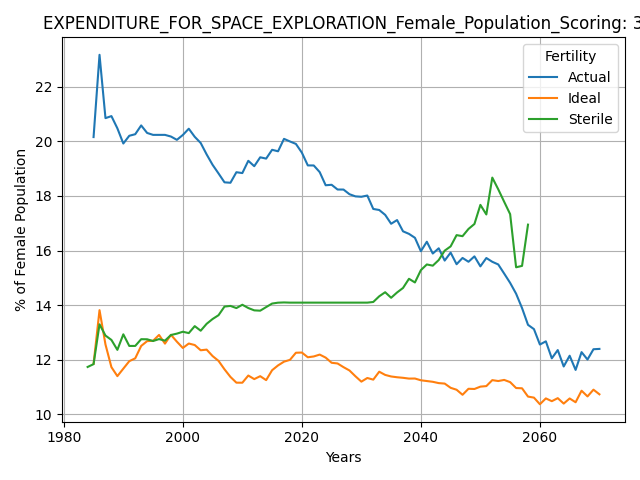 EXPENDITURE_FOR_SPACE_EXPLORATION_Female_Population_Scoring: 3
Fertility
Actual
Ideal
Sterile
% of Female Population
22
20
18
16
14
12
10
1980
2000
2020
2040
2060
Years